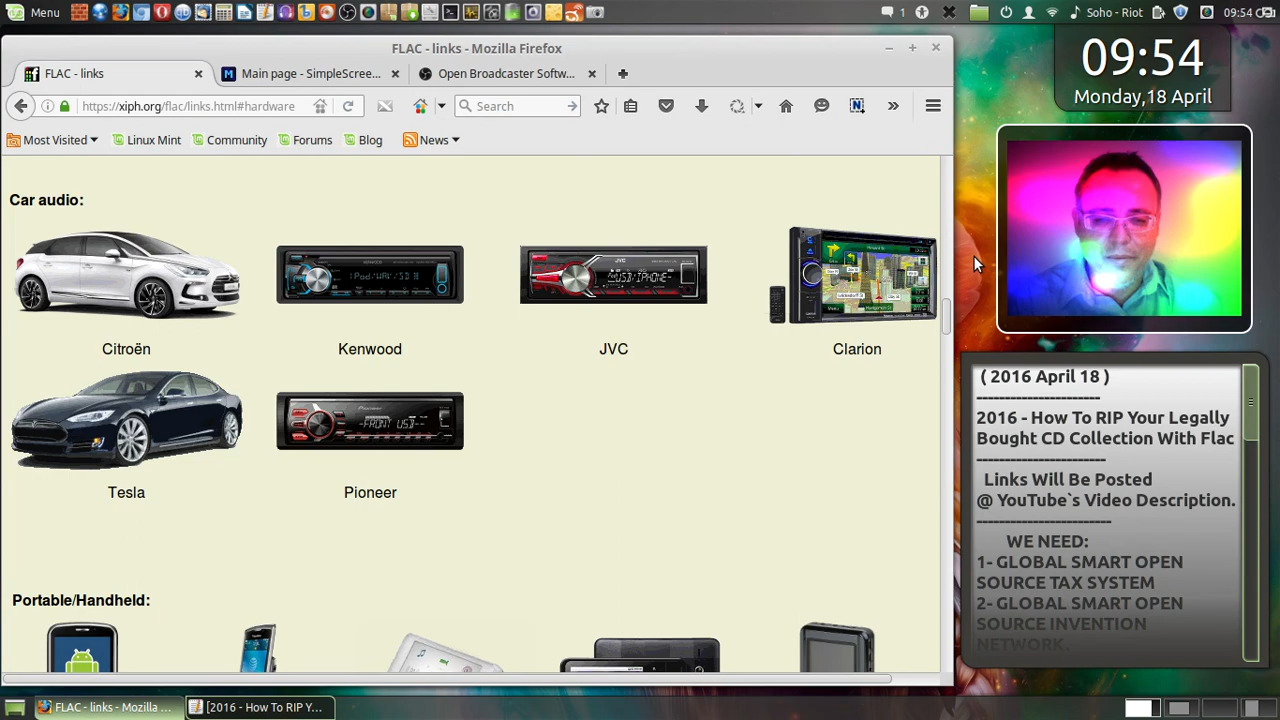 Menu
1
Soho - Riot
09:54
FLAC - links - Mozilla Firefox
FLAC - links
Main page - SimpleScree...
Open Broadcaster Softw...
https://xiph.org/flac/links.html#hardware
Search
Most Visited
Linux Mint
Community
Forums
Blog
News
09:54
Monday,18 April
Car audio:
Citroën
Kenwood
JVC
Clarion
Tesla
Pioneer
Portable/Handheld:
( 2016 April 18 )
----------------------
2016 - How To RIP Your Legally
Bought CD Collection With Flac
-----------------------
Links Will Be Posted
@ YouTube`s Video Description.
------------------------
WE NEED:
1- GLOBAL SMART OPEN
SOURCE TAX SYSTEM
2- GLOBAL SMART OPEN
SOURCE INVENTION
NETWORK.
FLAC - links - Mozilla ...
[2016 - How To RIP Y...